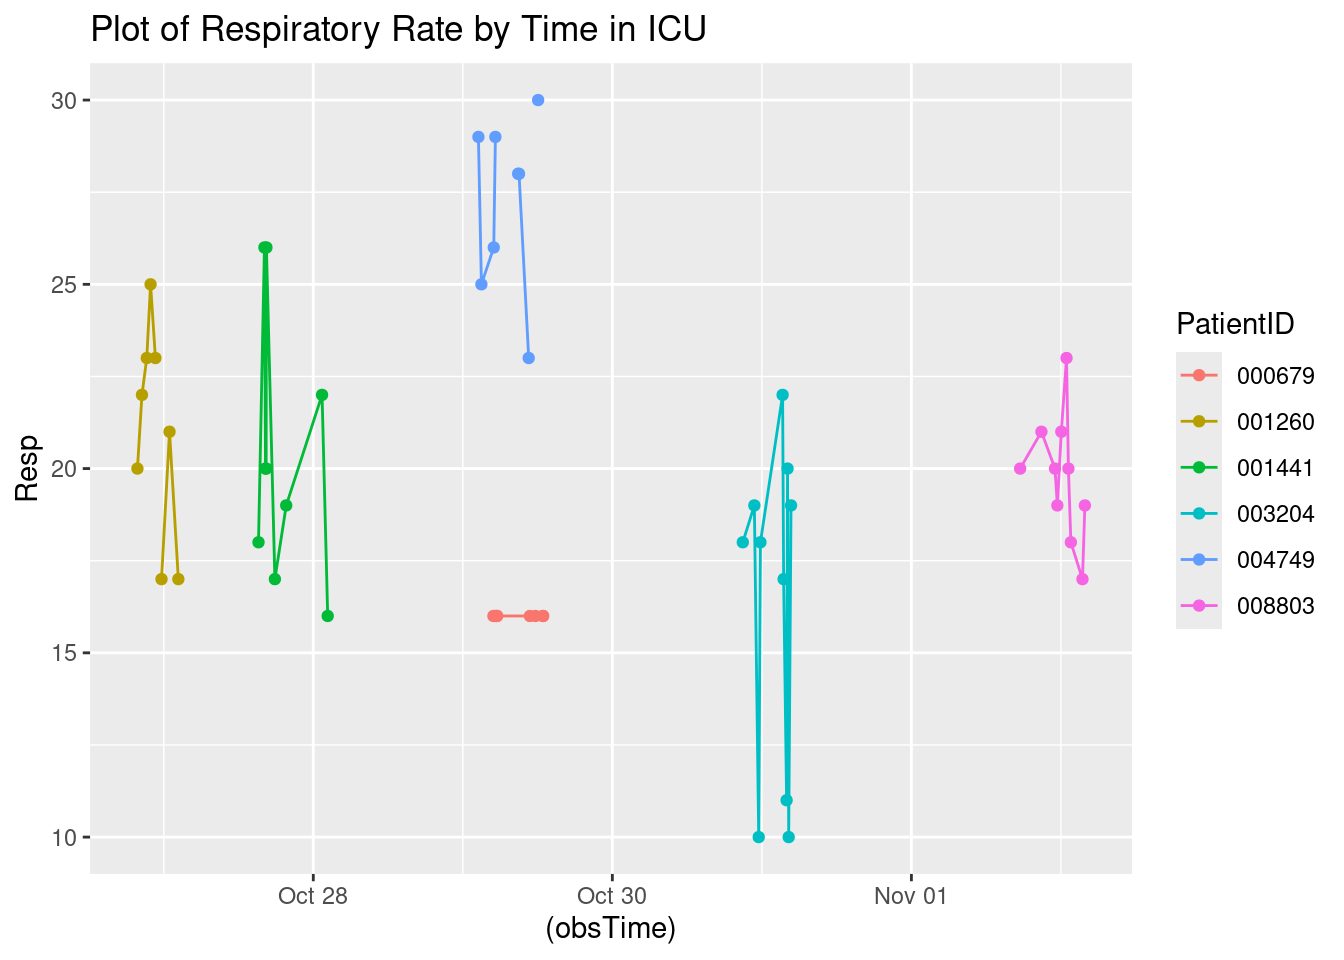 Plot of Respiratory Rate by Time in ICU
30
25
20
15
10
Resp
Oct 28
Oct 30
Nov 01
(obsTime)
PatientID
000679
001260
001441
003204
004749
008803